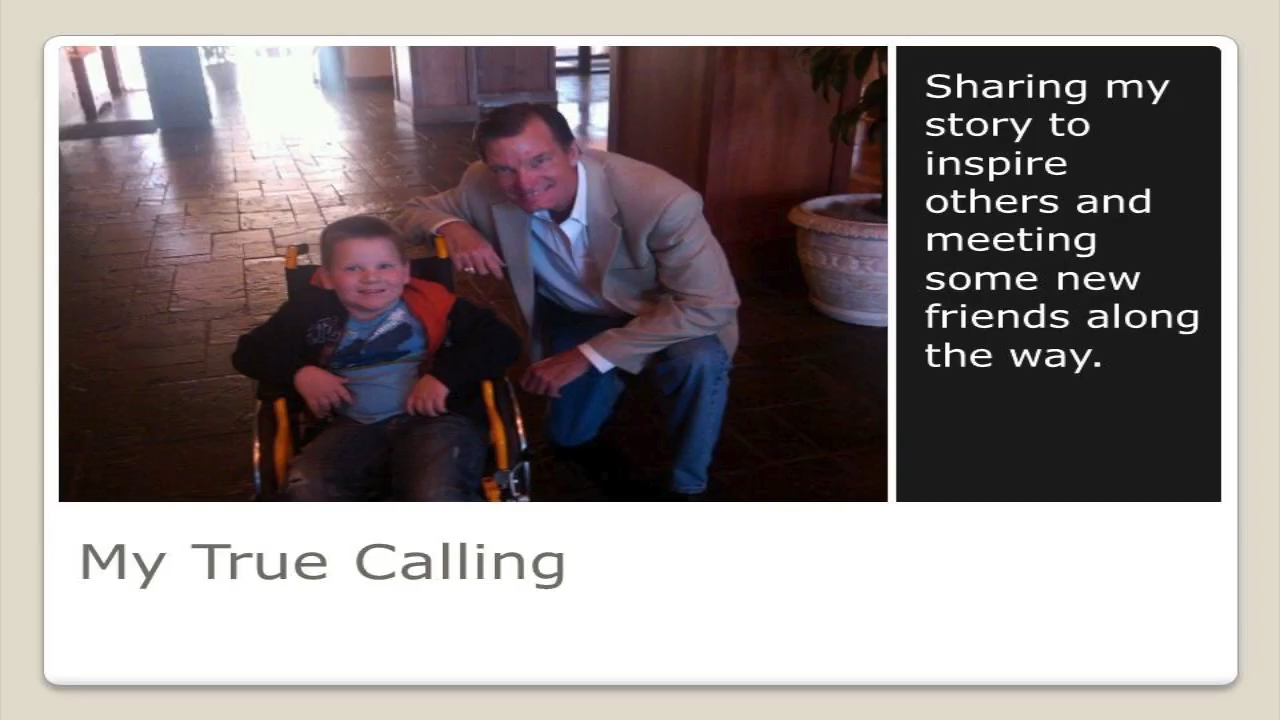 Sharing my
story to
inspire
others and
meeting
some new
friends along
the way.
My True Calling